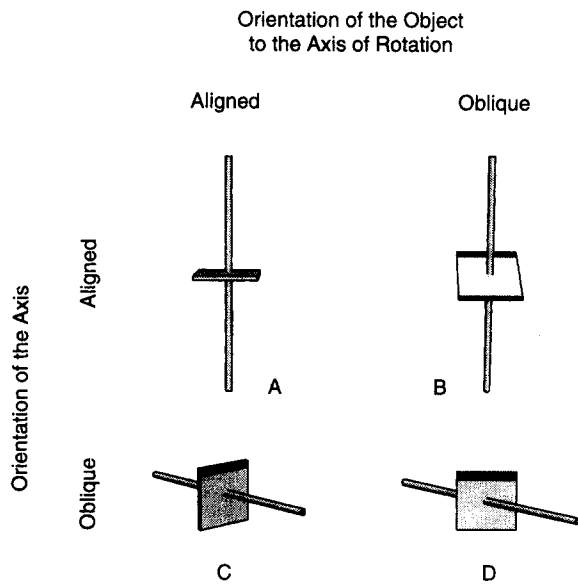 Orientation of the Object
to the Axis of Rotation
Aligned
Oblique
Orientation of the Axis
Aligned
A
B
Oblique
C
D